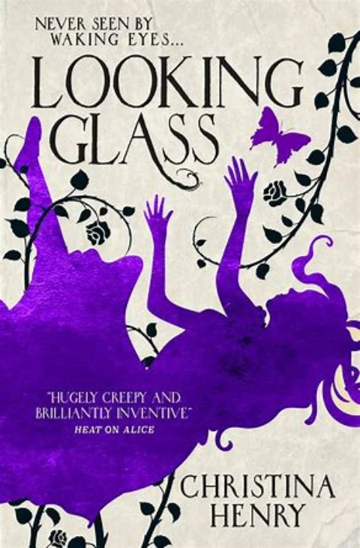 NEVER SEEN BY
WAKING EYES...
LOOKING
GLASS
"HUGELY CREEPY AND
BRILLIANTLY INVENTIVE"
HEAT ON ALICE
CHRISTINA
HENRY